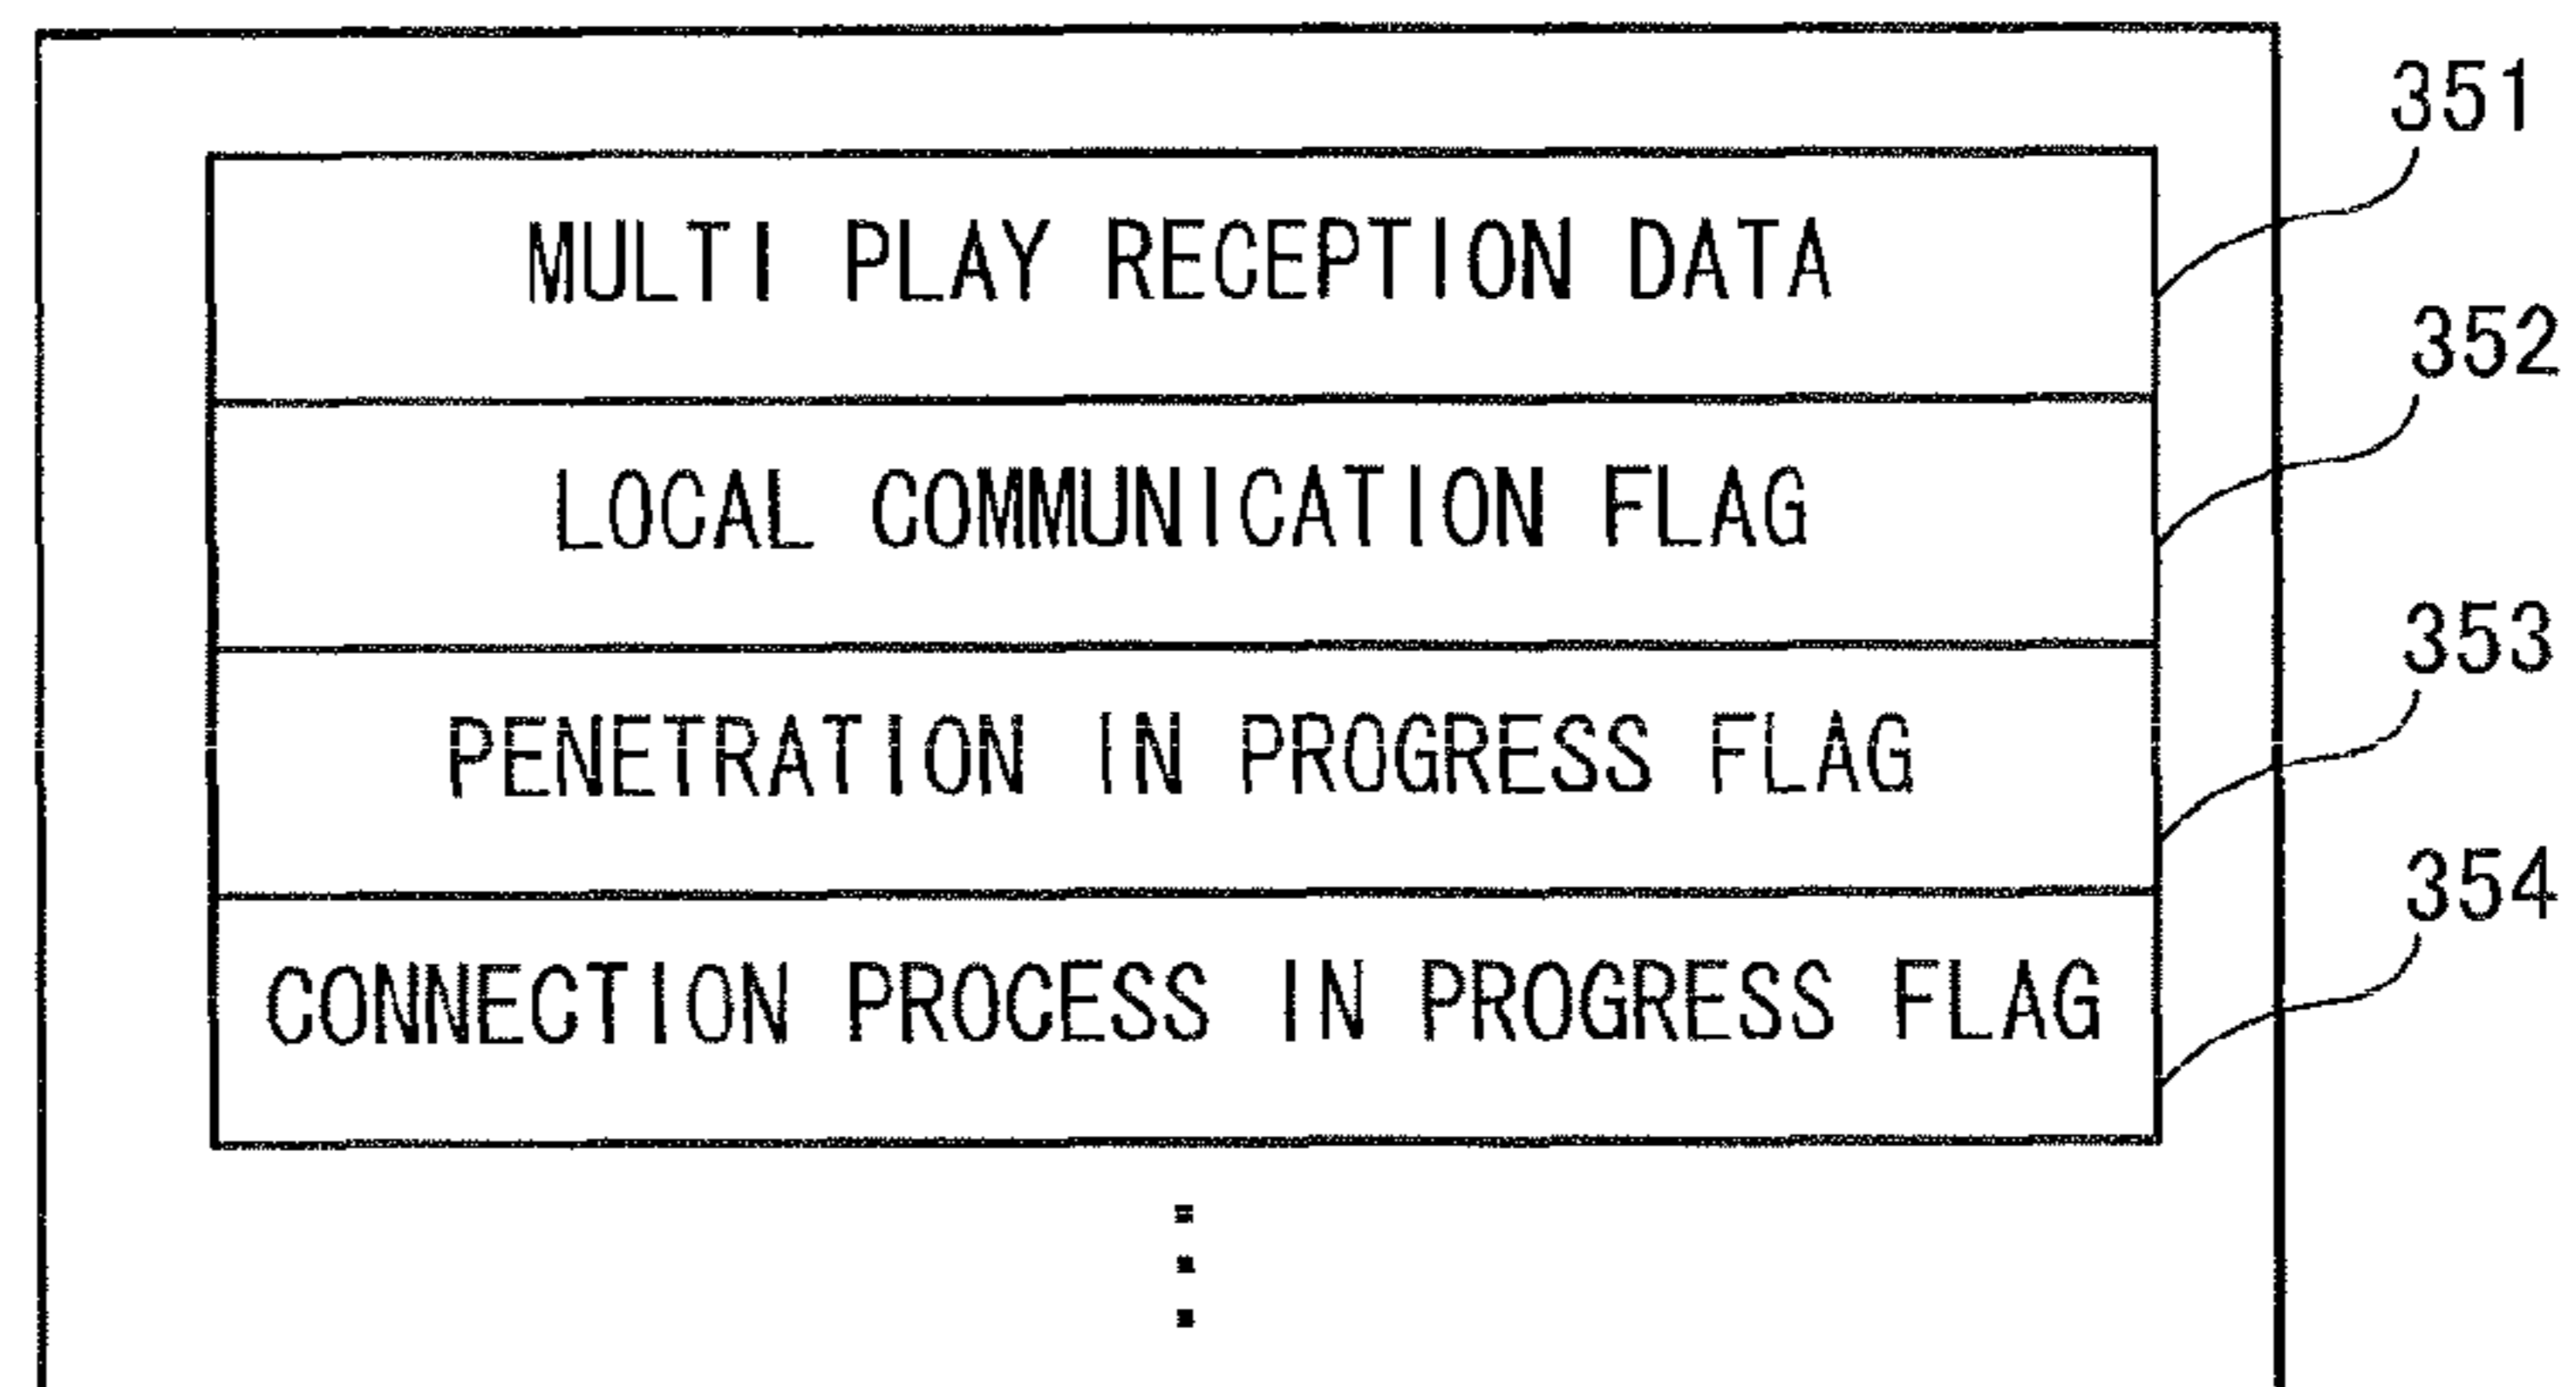 351
MULTI PLAY RECEPTION DATA
352
LOCAL COMMUNICATION FLAG
353
PENETRATION IN PROGRESS FLAG
354
CONNECTION PROCESS IN PROGRESS FLAG